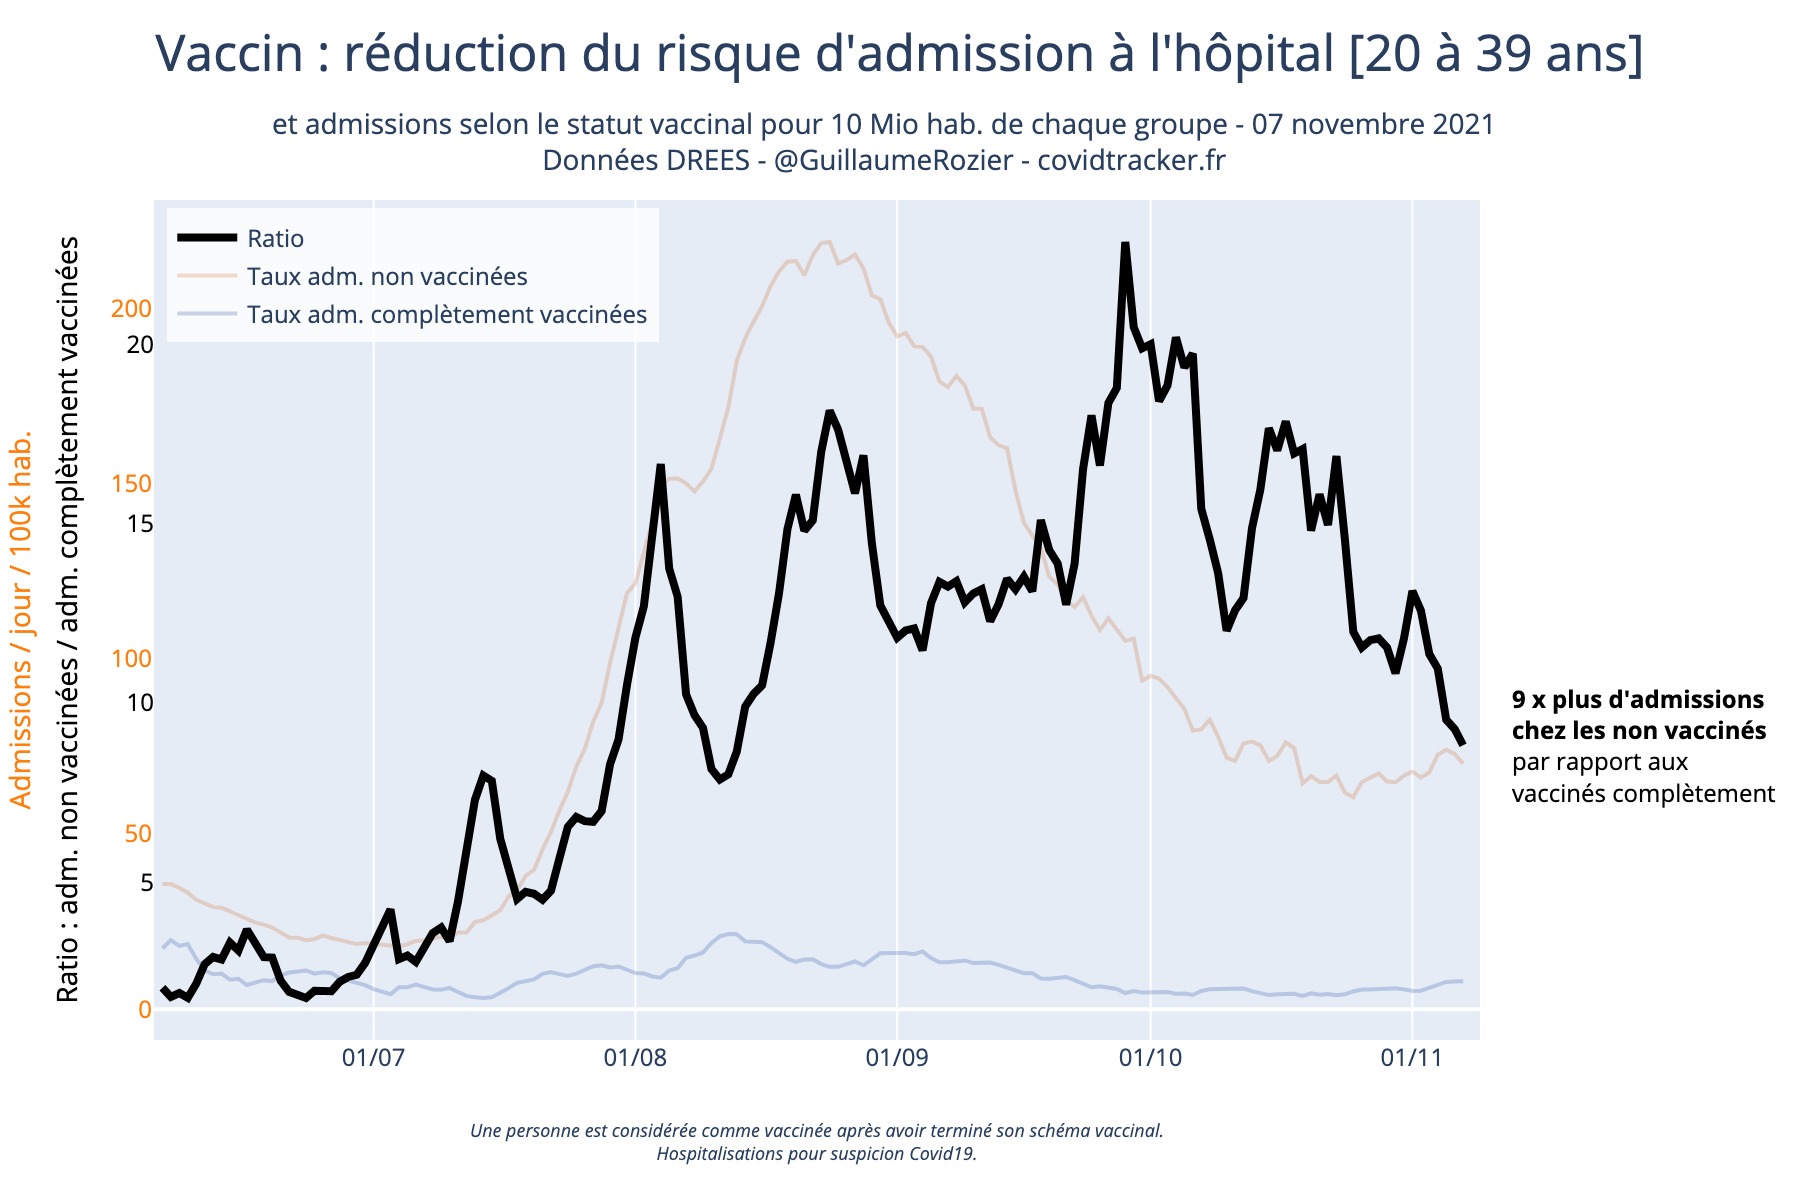 Vaccin : réduction du risque d'admission à l'hôpital [20 à 39 ans]
et admissions selon le statut vaccinal pour 10 Mio hab. de chaque groupe - 07 novembre 2021
Données DREES - @GuillaumeRozier - covidtracker.fr
Admissions / jour / 100k hab.
Ratio : adm. non vaccinées / adm. complètement vaccinées
Ratio
Taux adm. non vaccinées
Taux adm. complètement vaccinées
200
20
150
15
100
10
50
5
0
9 x plus d'admissions
chez les non vaccinés
par rapport aux
vaccinés complètement
01/07
01/08
01/09
01/10
01/11
Une personne est considérée comme vaccinée après avoir terminé son schéma vaccinal.
Hospitalisations pour suspicion Covid19.